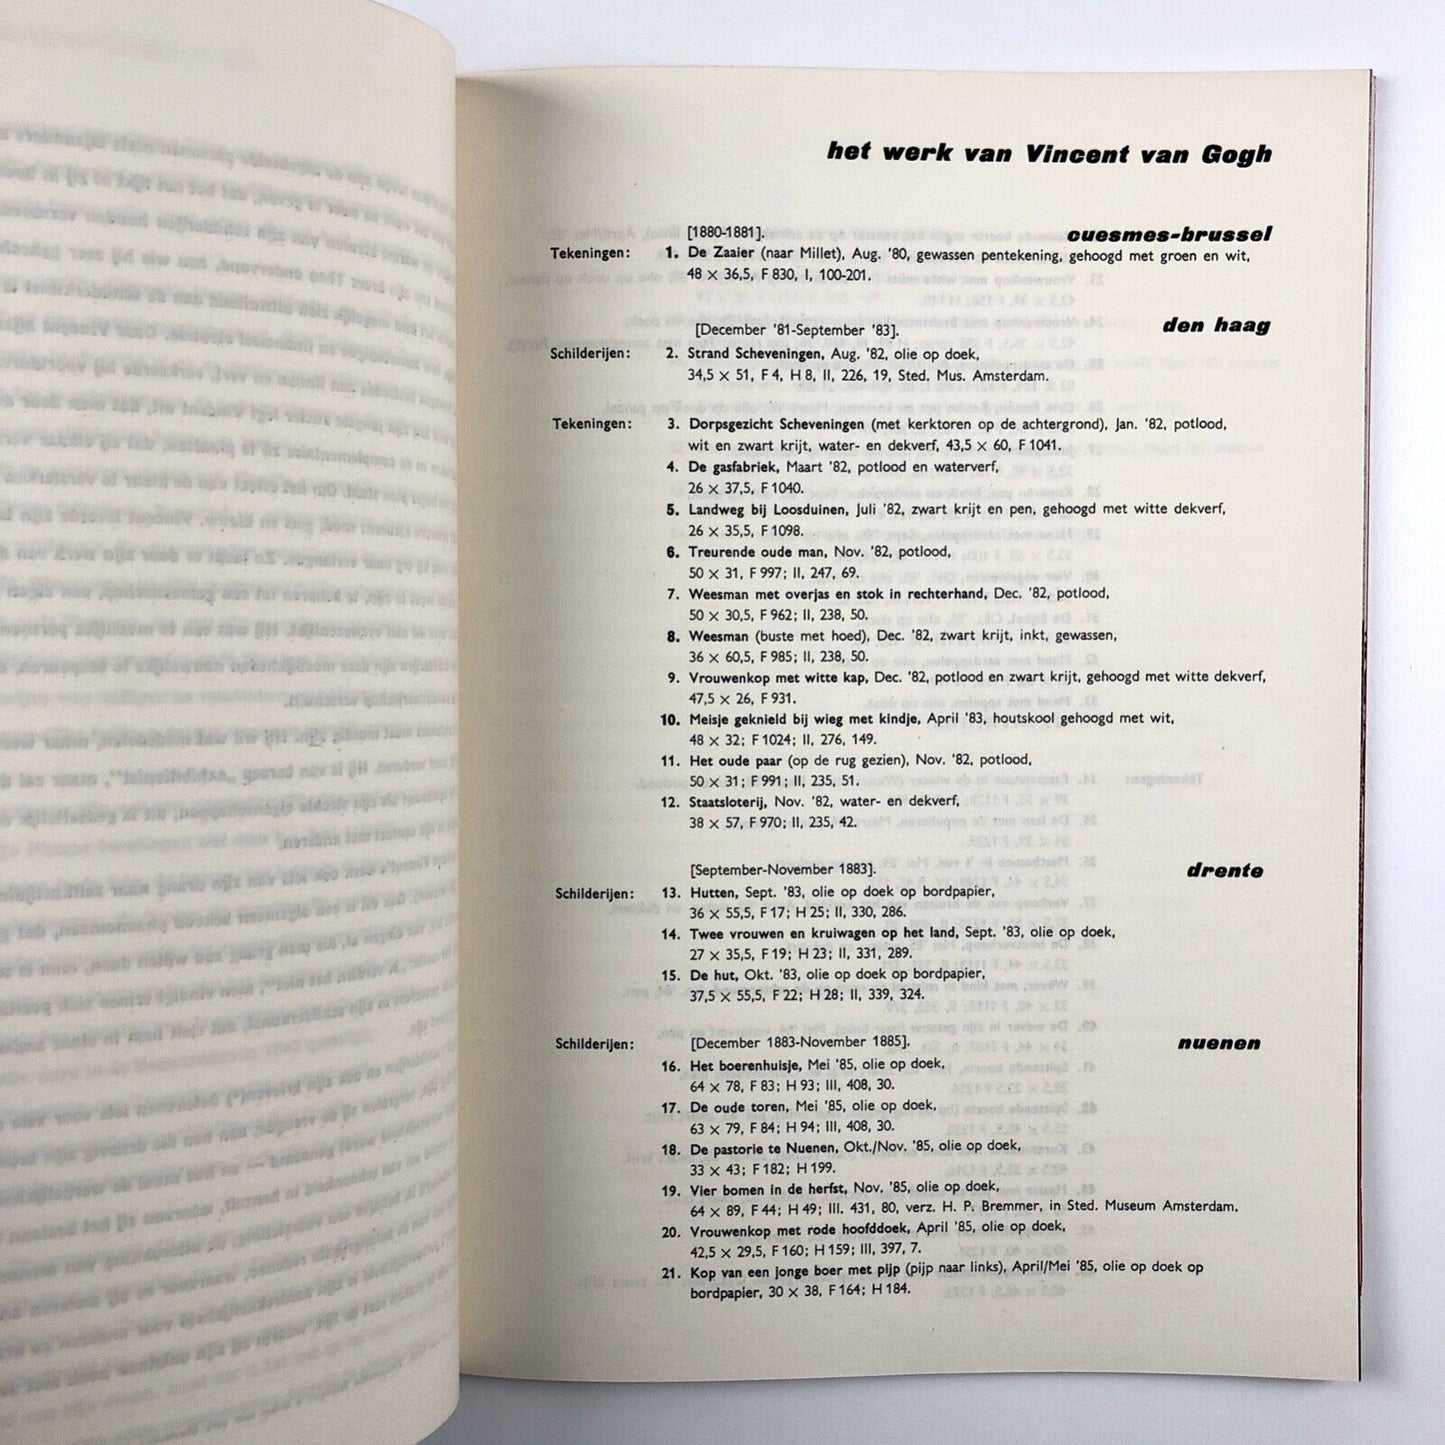 het werk van Vincent van Gogh
[1880-1881]. cuesmes-brussel
Tekeningen: 1. De Zaaier (naar Millet), Aug. '80, gewassen pentekening, gehoogd met groen en wit,
48 × 36,5, F 830, I, 100-201.
[December '81-September '83]. den haag
Schilderijen: 2. Strand Scheveningen, Aug. '82, olie op doek,
34,5 × 51, F 4, H 8, II, 226, 19, Sted. Mus. Amsterdam.
Tekeningen: 3. Dorpsgezicht Scheveningen (met kerktoren op de achtergrond), Jan. '82, potlood,
wit en zwart krijt, water- en dekverf, 43,5 × 60, F 1041.
4. De gasfabriek, Maart '82, potlood en waterverf,
26 × 37,5, F 1040.
5. Landweg bij Loosduinen, Juli '82, zwart krijt en pen, gehoogd met witte dekverf,
26 × 35,5, F 1098.
6. Treurende oude man, Nov. '82, potlood,
50 × 31, F 997; II, 247, 69.
7. Weesman met overjas en stok in rechterhand, Dec. '82, potlood,
50 × 30,5, F 962; II, 238, 50.
8. Weesman (buste met hoed), Dec. '82, zwart krijt, inkt, gewassen,
36 × 60,5, F 985; II, 238, 50.
9. Vrouwenkop met witte kap, Dec. '82, potlood en zwart krijt, gehoogd met witte dekverf,
47,5 × 26, F 931.
10. Meisje geknield bij wieg met kindje, April '83, houtskool gehoogd met wit,
48 × 32; F 1024; II, 276, 149.
11. Het oude paar (op de rug gezien), Nov. '82, potlood,
50 × 31; F 991; II, 235, 51.
12. Staatsloterij, Nov. '82, water- en dekverf,
38 × 57, F 970; II, 235, 42.
[September-November 1883]. drente
Schilderijen: 13. Hutten, Sept. '83, olie op doek op bordpapier,
36 × 55,5, F 17; H 25; II, 330, 286.
14. Twee vrouwen en kruiwagen op het land, Sept. '83, olie op doek,
27 × 35,5, F 19; H 23; II, 331, 289.
15. De hut, Okt. '83, olie op doek op bordpapier,
37,5 × 55,5, F 22; H 28; II, 339, 324.
Schilderijen: [December 1883-November 1885]. nuenen
16. Het boerenhuisje, Mei '85, olie op doek,
64 × 78, F 83; H 93; III, 408, 30.
17. De oude toren, Mei '85, olie op doek,
63 × 79, F 84; H 94; III, 408, 30.
18. De pastorie te Nuenen, Okt./Nov. '85, olie op doek,
33 × 43; F 182; H 199.
19. Vier bomen in de herfst, Nov. '85, olie op doek,
64 × 89, F 44; H 49; III. 431, 80, verz. H. P. Bremmer, in Sted. Museum Amsterdam.
20. Vrouwenkop met rode hoofddoek, April '85, olie op doek,
42,5 × 29,5, F 160; H 159; III, 397, 7.
21. Kop van een jonge boer met pijp (pijp naar links), April/Mei '85, olie op doek op
bordpapier, 30 × 38, F 164; H 184.